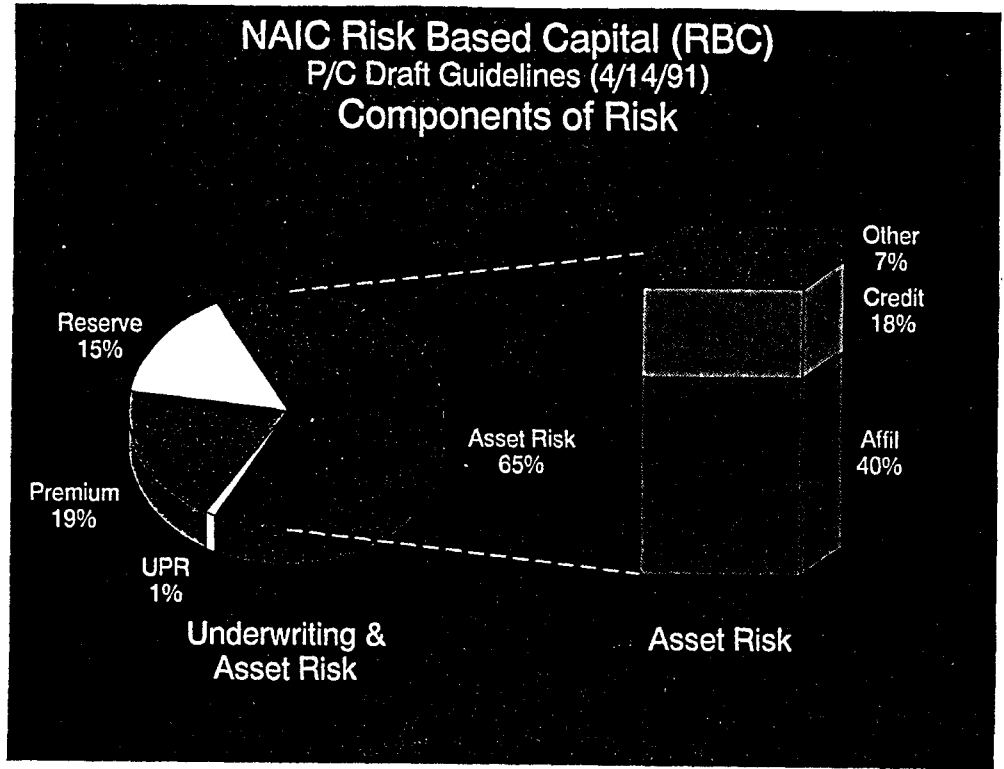 NAIC Risk Based Capital (RBC)
P/C Draft Guidelines (4/14/91)
Components of Risk
Reserve
15%
Premium
19%
UPR
1%
Asset Risk
65%
Other
7%
Credit
18%
Affil
40%
Underwriting &
Asset Risk
Asset Risk